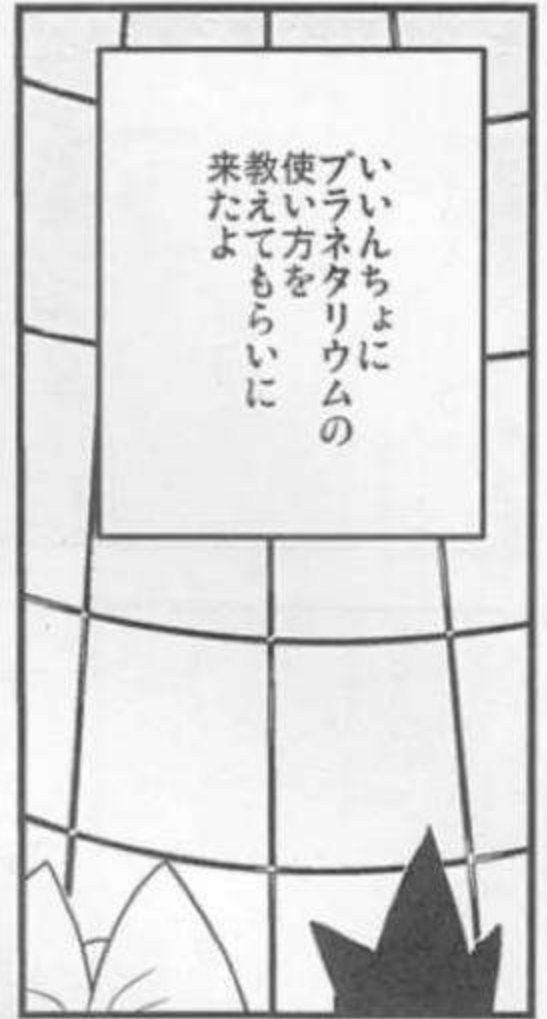 いいんちょに
プラネタリウムの
使い方を
教えてもらいに
来たよ